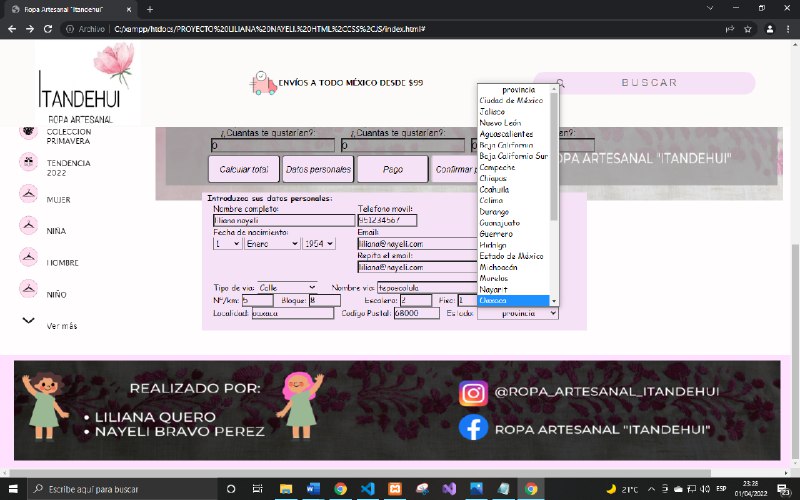 Ropa Artesanal "Itandehui"
Archivo | C:/xampp/htdocs/PROYECTO%20LILIANA%20NAYELI.%20HTML%2CCSS%2CJS/index.html#
ITANDEHUI
ROPA ARTESANAL
ENVÍOS A TODO MÉXICO DESDE $99
BUSCAR
COLECCION
PRIMAVERA
TENDENCIA
2022
MUJER
NIÑA
HOMBRE
NIÑO
Ver más
¿Cuantas te gustarían?:
¿Cuantas te gustarían?:
0
0
0
Calcular total
Datos personales
Pago
Confirmar
ROPA ARTESANAL "ITANDEHUI"
Introduzca sus datos personales:
Nombre completo:
Telefono movil:
liliana nayeli
951234567
Fecha de nacimiento:
Email:
1
Enero
1954
liliana@nayeli.com
Repita el email:
liliana@nayeli.com
Tipo de via:
Calle
Nombre via:
teposcolula
Nº/km:
5
Bloque:
8
Escalera:
2
Piso:
1
Localidad:
oaxaca
Codigo Postal:
68000
Estado:
provincia
provincia
Ciudad de México
Jalisco
Nuevo León
Aguascalientes
Baja California
Baja California Sur
Campeche
Chiapas
Coahuila
Colima
Durango
Guanajuato
Guerrero
Hidalgo
Estado de México
Michoacán
Morelos
Nayarit
Oaxaca
REALIZADO POR:
• LILIANA QUERO
• NAYELI BRAVO PEREZ
@ROPA_ARTESANAL_ITANDEHUI
ROPA ARTESANAL "ITANDEHUI"
Escribe aquí para buscar
21°C
ESP
23:28
01/04/2022